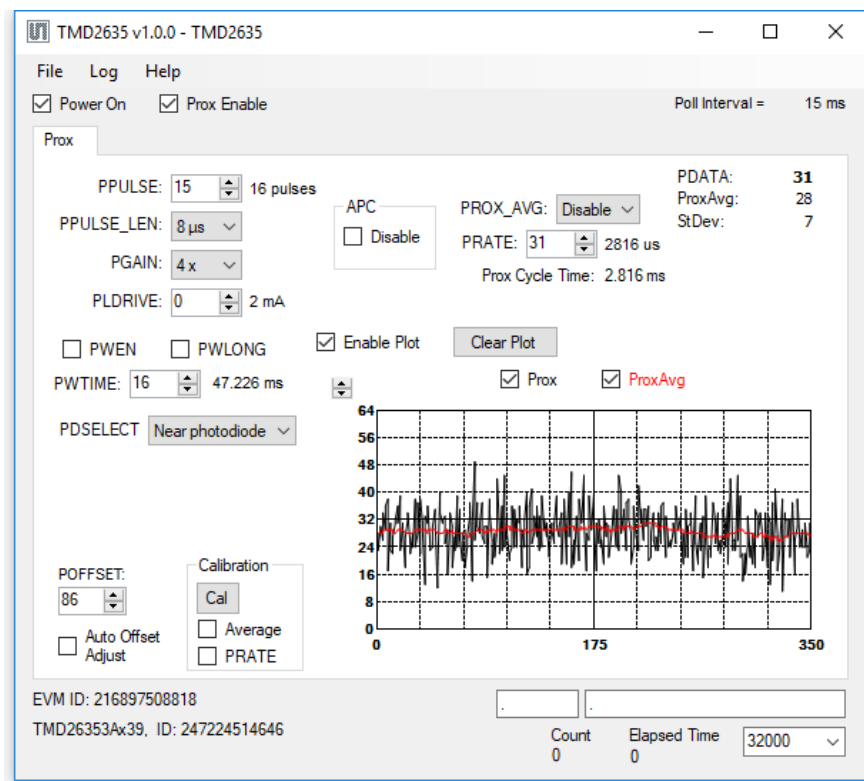 TMD2635 v1.0.0 - TMD2635
File Log Help
Power On Prox Enable Poll Interval = 15 ms
Prox
PPULSE: 15 16 pulses
PPULSE_LEN: 8 µs
PGAIN: 4 x
PLDRIVE: 0 2 mA
APC
Disable
PROX_AVG: Disable
PRATE: 31 2816 us
Prox Cycle Time: 2.816 ms
PDATA: 31
ProxAvg: 28
StDev: 7
PWEN PWLONG
PWTIME: 16 47.226 ms
PDSELECT Near photodiode
Enable Plot Clear Plot
Prox ProxAvg
64
56
48
40
32
24
16
8
0
0 175 350
POFFSET:
86
Auto Offset
Adjust
Calibration
Cal
Average
PRATE
EVM ID: 216897508818
TMD26353Ax39, ID: 247224514646
. .
Count Elapsed Time 32000
0 0